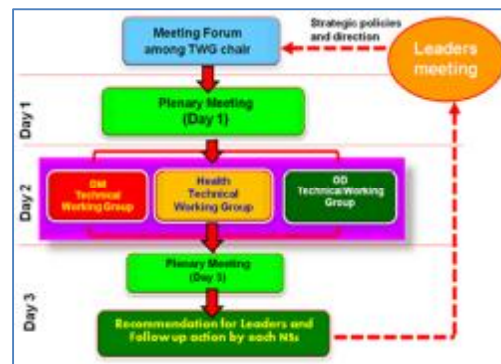 Meeting Forum
among TWG chair
Strategic policies
and direction
Leaders
meeting
Day 1
Plenary Meeting
(Day 1)
Day 2
DM
Technical
Working Group
Health
Technical
Working Group
OD
Technical Working
Group
Day 3
Plenary Meeting
(Day 3)
Recommendation for Leaders and
Follow up action by each NSs